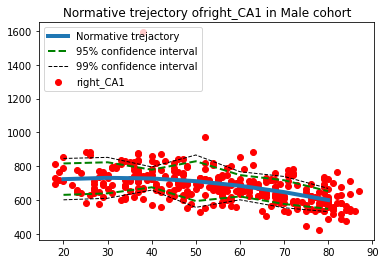 Normative trejectory ofright_CA1 in Male cohort
1600
1400
1200
1000
800
600
400
Normative trejactory
95% confidence interval
99% confidence interval
right_CA1
20 30 40 50 60 70 80 90